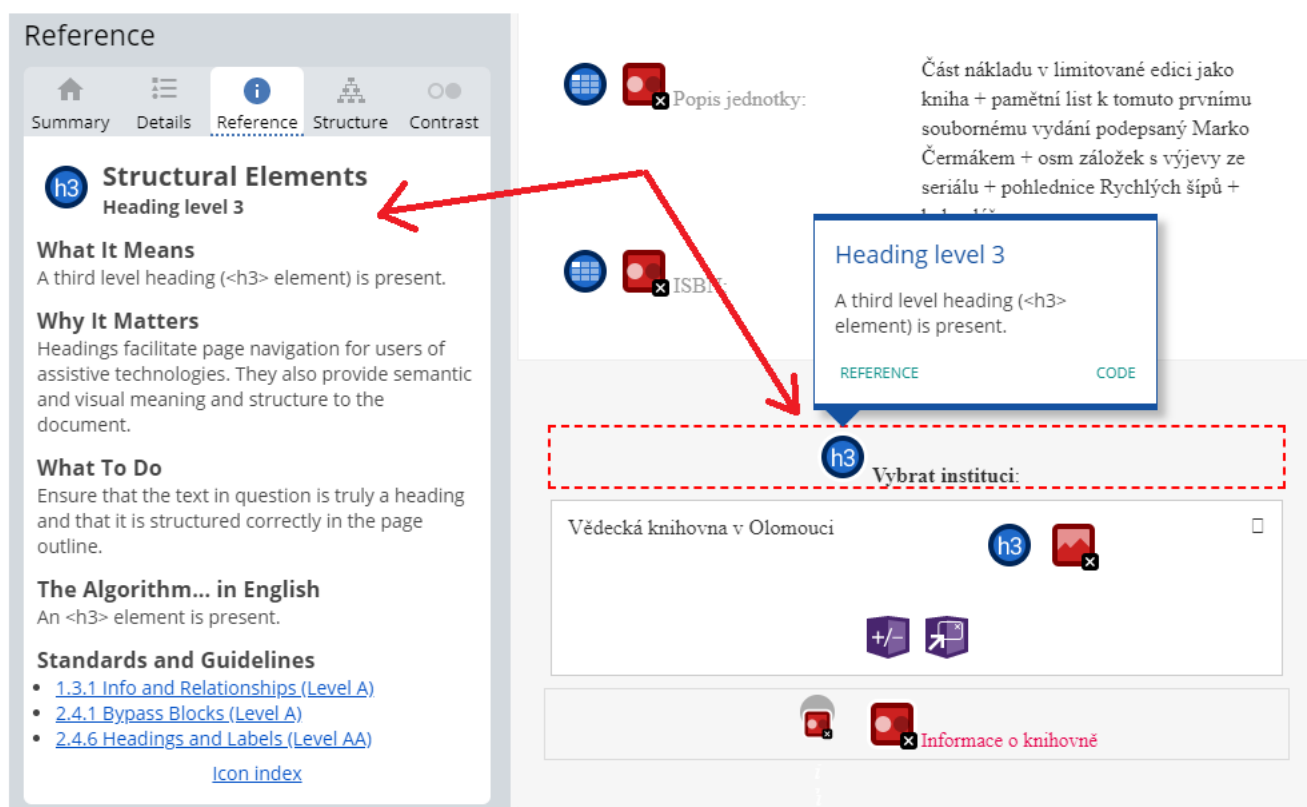 Reference
Summary Details Reference Structure Contrast
h3 Structural Elements
Heading level 3
What It Means
A third level heading (<h3> element) is present.
Why It Matters
Headings facilitate page navigation for users of
assistive technologies. They also provide semantic
and visual meaning and structure to the
document.
What To Do
Ensure that the text in question is truly a heading
and that it is structured correctly in the page
outline.
The Algorithm... in English
An <h3> element is present.
Standards and Guidelines
1.3.1 Info and Relationships (Level A)
2.4.1 Bypass Blocks (Level A)
2.4.6 Headings and Labels (Level AA)
Icon index
Popis jednotky:
Část nákladu v limitované edici jako
kniha + pamětní list k tomuto prvnímu
soubornému vydání podepsaný Marko
Čermákem + osm záložek s výjevy ze
seriálu + pohlednice Rychlých šípů +
ISBN:
Heading level 3
A third level heading (<h3>
element) is present.
REFERENCE CODE
h3 Vybrat instituci:
Vědecká knihovna v Olomouci
h3
+/−
Informace o knihovně